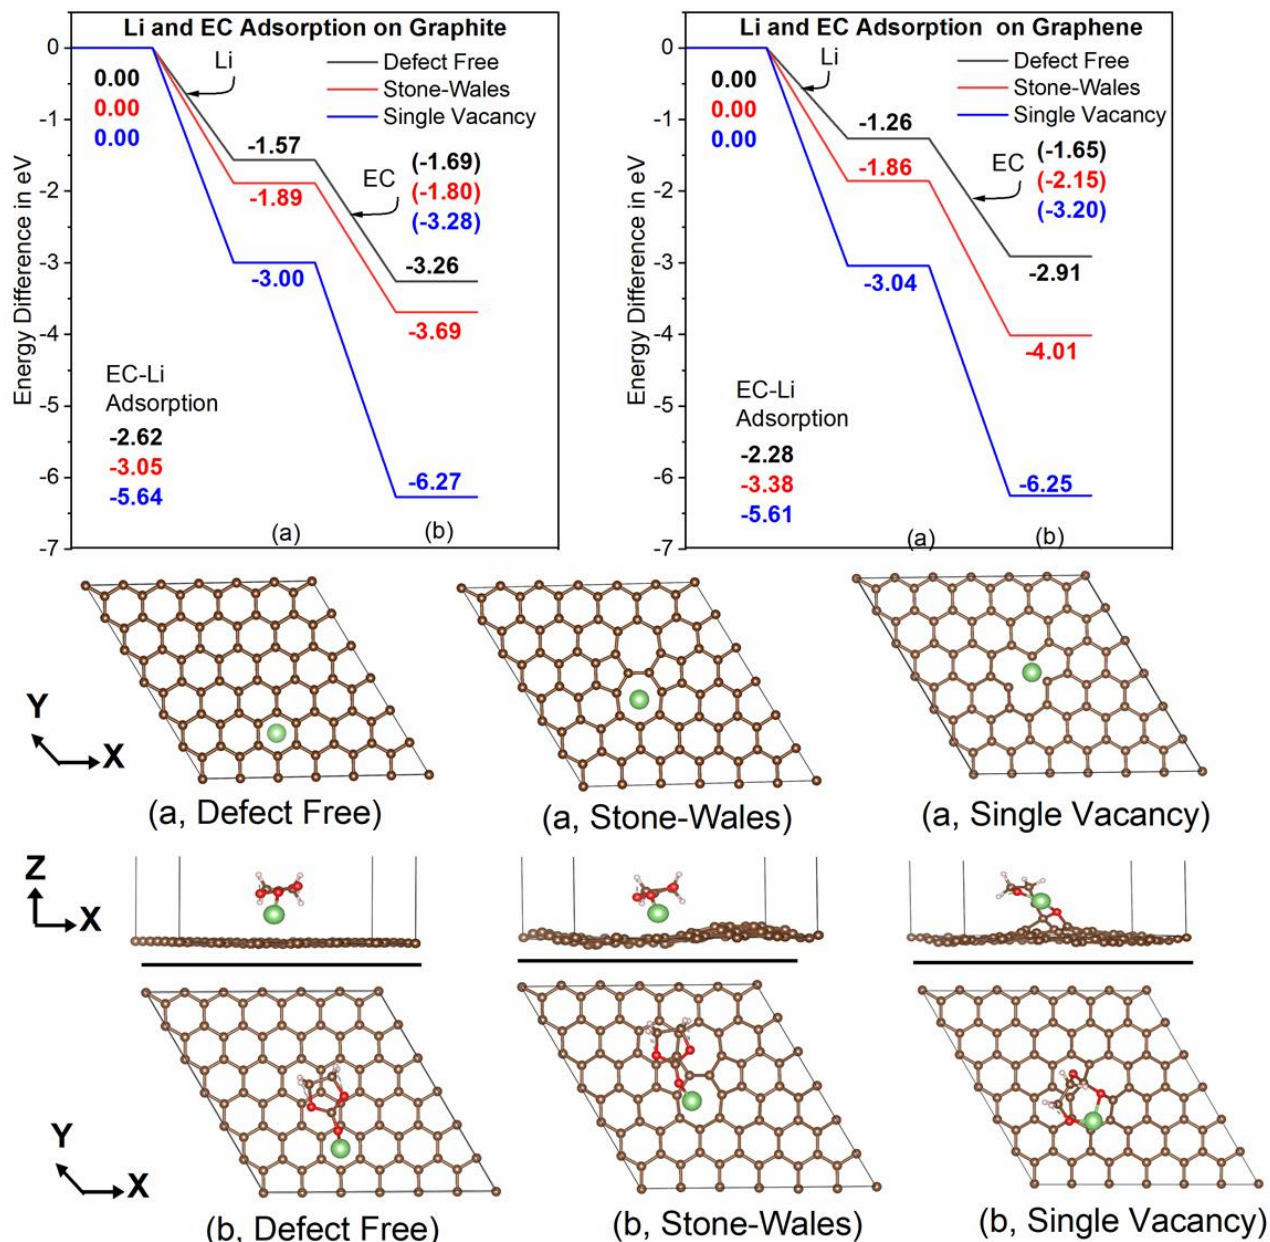 Li and EC Adsorption on Graphite
Energy Difference in eV
0
-1
-2
-3
-4
-5
-6
-7
Li
Defect Free
Stone-Wales
Single Vacancy
0.00
0.00
0.00
-1.57
-1.89
-3.00
EC
(-1.69)
(-1.80)
(-3.28)
-3.26
-3.69
-6.27
EC-Li
Adsorption
-2.62
-3.05
-5.64
(a)
(b)
Li and EC Adsorption on Graphene
Energy Difference in eV
0
-1
-2
-3
-4
-5
-6
-7
Li
Defect Free
Stone-Wales
Single Vacancy
0.00
0.00
0.00
-1.26
-1.86
-3.04
EC
(-1.65)
(-2.15)
(-3.20)
-2.91
-4.01
-6.25
EC-Li
Adsorption
-2.28
-3.38
-5.61
(a)
(b)
Y
X
(a, Defect Free)
(a, Stone-Wales)
(a, Single Vacancy)
Z
X
Y
X
(b, Defect Free)
(b, Stone-Wales)
(b, Single Vacancy)